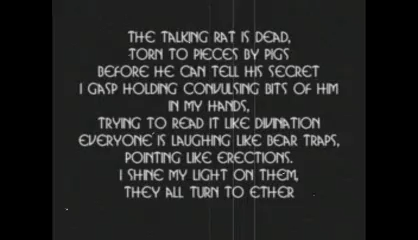 THE TALKING RAT IS DEAD,
TORN TO PIECES BY PIGS
BEFORE HE CAN TELL HIS SECRET
I GASP HOLDING CONVULSING BITS OF HIM
IN MY HANDS,
TRYING TO READ IT LIKE DIVINATION
EVERYONE'S LAUGHING LIKE BEAR TRAPS,
POINTING LIKE ERECTIONS.
I SHINE MY LIGHT ON THEM,
THEY ALL TURN TO ETHER